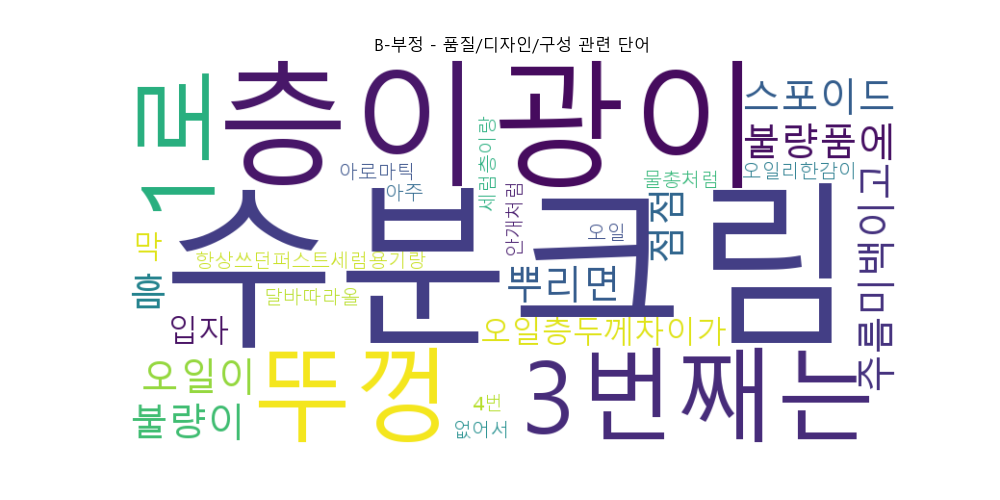 B-부정 - 품질/디자인/구성 관련 단어
1로
층이
광이
스포이드
불량품에
세럼층이랑
아로마틱
아주
물총처럼
오일리한감이
안개처럼
수분크림
오일
점점
주름미백이고
막
항상쓰던퍼스트세럼용기랑
흠
뿌리면
달바따라올
입자
오일층두께차이가
오일이
뚜껑
3번째는
불량이
4번
없어서